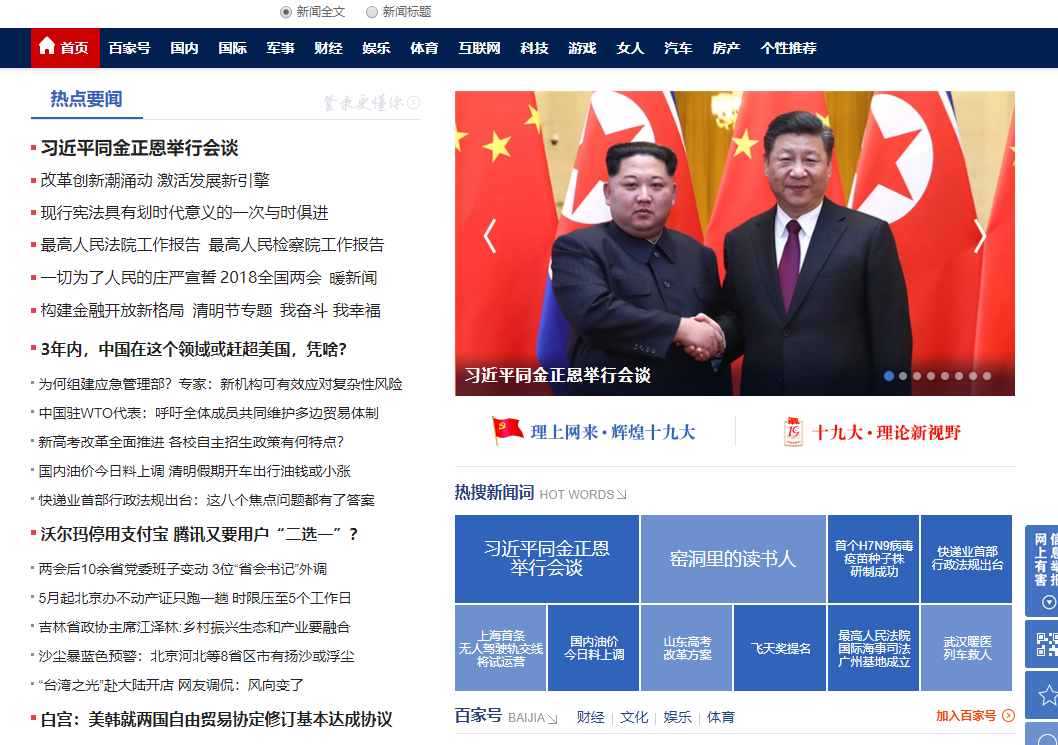 新闻全文 新闻标题
首页 百家号 国内 国际 军事 财经 娱乐 体育 互联网 科技 游戏 女人 汽车 房产 个性推荐
热点要闻
登录更懂你
习近平同金正恩举行会谈
改革创新潮涌动 激活发展新引擎
现行宪法具有划时代意义的一次与时俱进
最高人民法院工作报告 最高人民检察院工作报告
一切为了人民的庄严宣誓 2018全国两会 暖新闻
构建金融开放新格局 清明节专题 我奋斗 我幸福
3年内，中国在这个领域或赶超美国，凭啥？
为何组建应急管理部？专家：新机构可有效应对复杂性风险
中国驻WTO代表：呼吁全体成员共同维护多边贸易体制
新高考改革全面推进 各校自主招生政策有何特点？
国内油价今日料上调 清明假期开车出行油钱或小涨
快递业首部行政法规出台：这八个焦点问题都有了答案
沃尔玛停用支付宝 腾讯又要用户“二选一”？
两会后10余省党委班子变动 3位“省会书记”外调
5月起北京办不动产证只跑一趟 时限压至5个工作日
吉林省政协主席江泽林:乡村振兴生态和产业要融合
沙尘暴蓝色预警：北京河北等8省区市有扬沙或浮尘
“台湾之光”赴大陆开店 网友调侃：风向变了
白宫：美韩就两国自由贸易协定修订基本达成协议
习近平同金正恩举行会谈
理上网来·辉煌十九大
19
十九大·理论新视野
热搜新闻词 HOT WORDS
习近平同金正恩
举行会谈
窑洞里的读书人
首个H7N9病毒
疫苗种子株
研制成功
快递业首部
行政法规出台
上海首条
无人驾驶轨交线
将试运营
国内油价
今日料上调
山东高考
改革方案
飞天奖提名
最高人民法院
国际海事司法
广州基地成立
武汉暖医
列车救人
百家号 BAIJIA 财经 文化 娱乐 体育
加入百家号
网上有害
信息举报